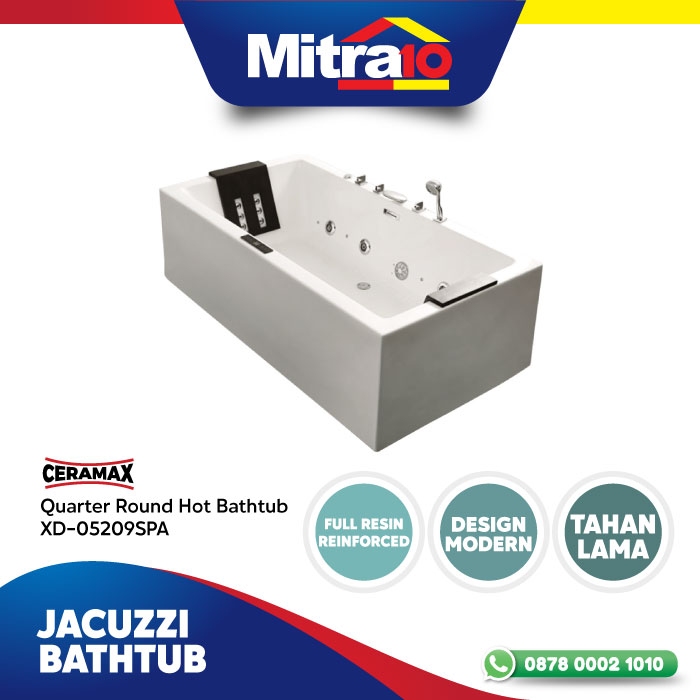 Mitra10
CERAMAX
Quarter Round Hot Bathtub
XD-05209SPA
FULL RESIN
REINFORCED
DESIGN
MODERN
TAHAN
LAMA
JACUZZI
BATHTUB
0878 0002 1010